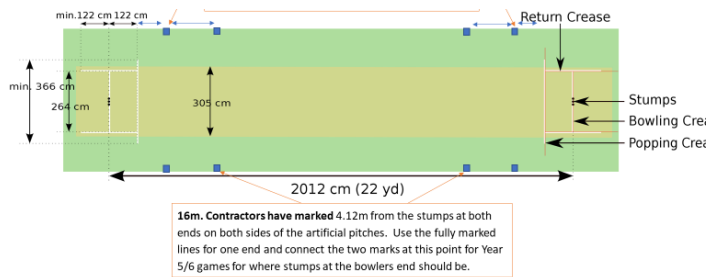 min.122 cm 122 cm
Return Crease
min. 366 cm
264 cm
305 cm
Stumps
Bowling Crea
Popping Crea
2012 cm (22 yd)
16m. Contractors have marked 4.12m from the stumps at both
ends on both sides of the artificial pitches. Use the fully marked
lines for one end and connect the two marks at this point for Year
5/6 games for where stumps at the bowlers end should be.